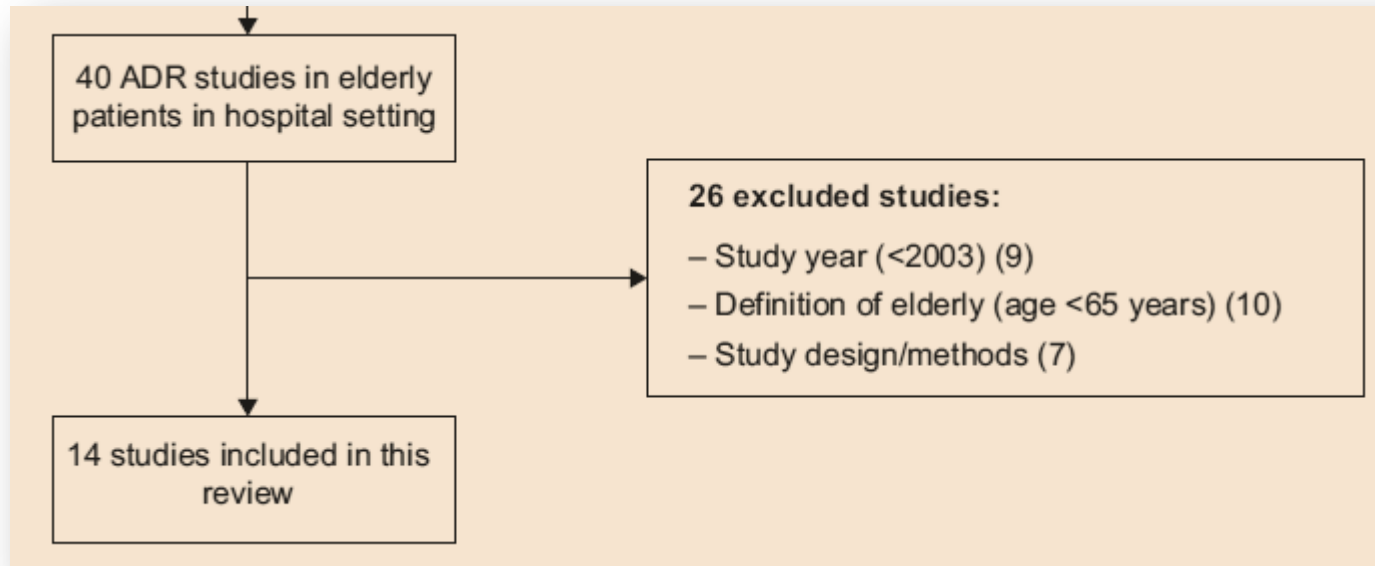 40 ADR studies in elderly
patients in hospital setting
26 excluded studies:
– Study year (<2003) (9)
– Definition of elderly (age <65 years) (10)
– Study design/methods (7)
14 studies included in this
review